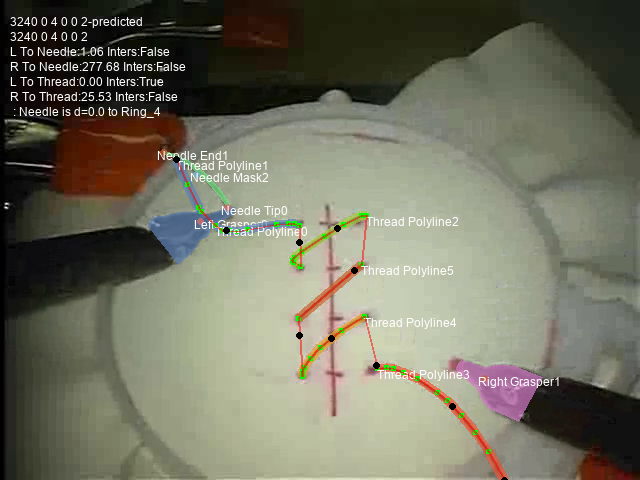 3240 0 4 0 0 2-predicted
3240 0 4 0 0 2
L To Needle:1.06 Inters:False
R To Needle:277.68 Inters:False
L To Thread:0.00 Inters:True
R To Thread:25.53 Inters:False
: Needle is d=0.0 to Ring_4
Needle End1
Thread Polyline1
Needle Mask2
Needle Tip0
Left Grasper0
Thread Polyline0
Thread Polyline2
Thread Polyline5
Thread Polyline4
Thread Polyline3
Right Grasper1